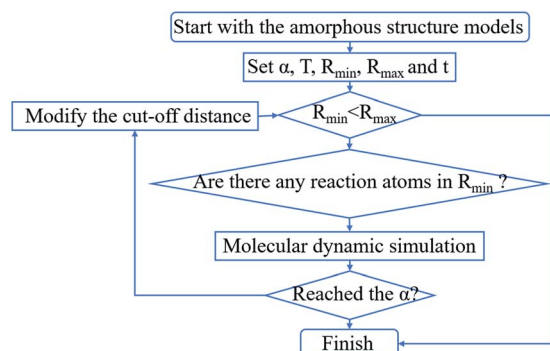 Start with the amorphous structure models
Set α, T, Rmin, Rmax and t
Modify the cut-off distance
Rmin<Rmax
Are there any reaction atoms in Rmin ?
Molecular dynamic simulation
Reached the α?
Finish